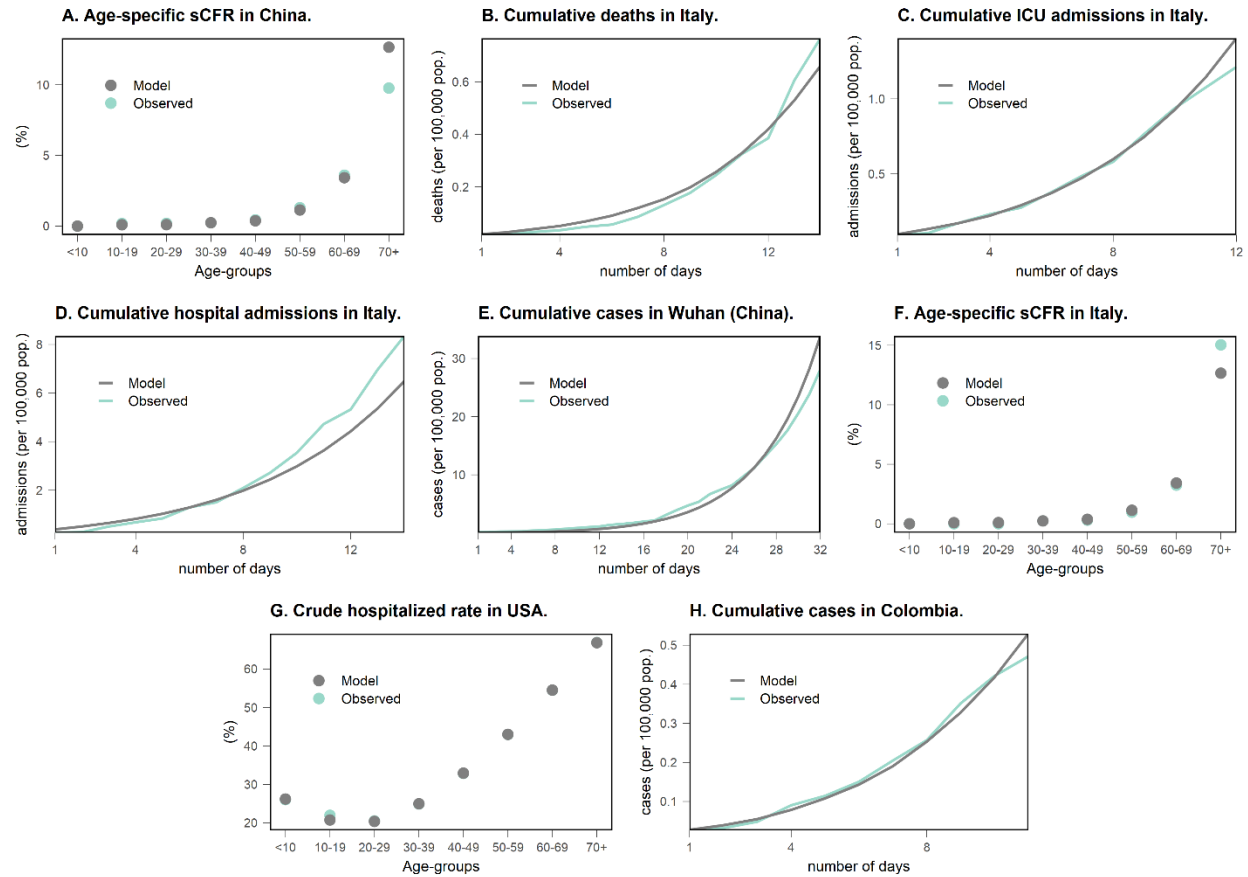 A. Age-specific sCFR in China.
(%)
10
5
0
Model
Observed
<10 10-19 20-29 30-39 40-49 50-59 60-69 70+
Age-groups
B. Cumulative deaths in Italy.
deaths (per 100,000 pop.)
0.6
0.4
0.2
Model
Observed
1 4 8 12
number of days
C. Cumulative ICU admissions in Italy.
admissions (per 100,000 pop.)
1.0
0.5
Model
Observed
1 4 8 12
number of days
D. Cumulative hospital admissions in Italy.
admissions (per 100,000 pop.)
8
6
4
2
Model
Observed
1 4 8 12
number of days
E. Cumulative cases in Wuhan (China).
cases (per 100,000 pop.)
30
20
10
Model
Observed
1 4 8 12 16 20 24 28 32
number of days
F. Age-specific sCFR in Italy.
(%)
15
10
5
0
Model
Observed
<10 10-19 20-29 30-39 40-49 50-59 60-69 70+
Age-groups
G. Crude hospitalized rate in USA.
(%)
60
50
40
30
20
Model
Observed
<10 10-19 20-29 30-39 40-49 50-59 60-69 70+
Age-groups
H. Cumulative cases in Colombia.
cases (per 100,000 pop.)
0.5
0.4
0.3
0.2
0.1
Model
Observed
1 4 8
number of days